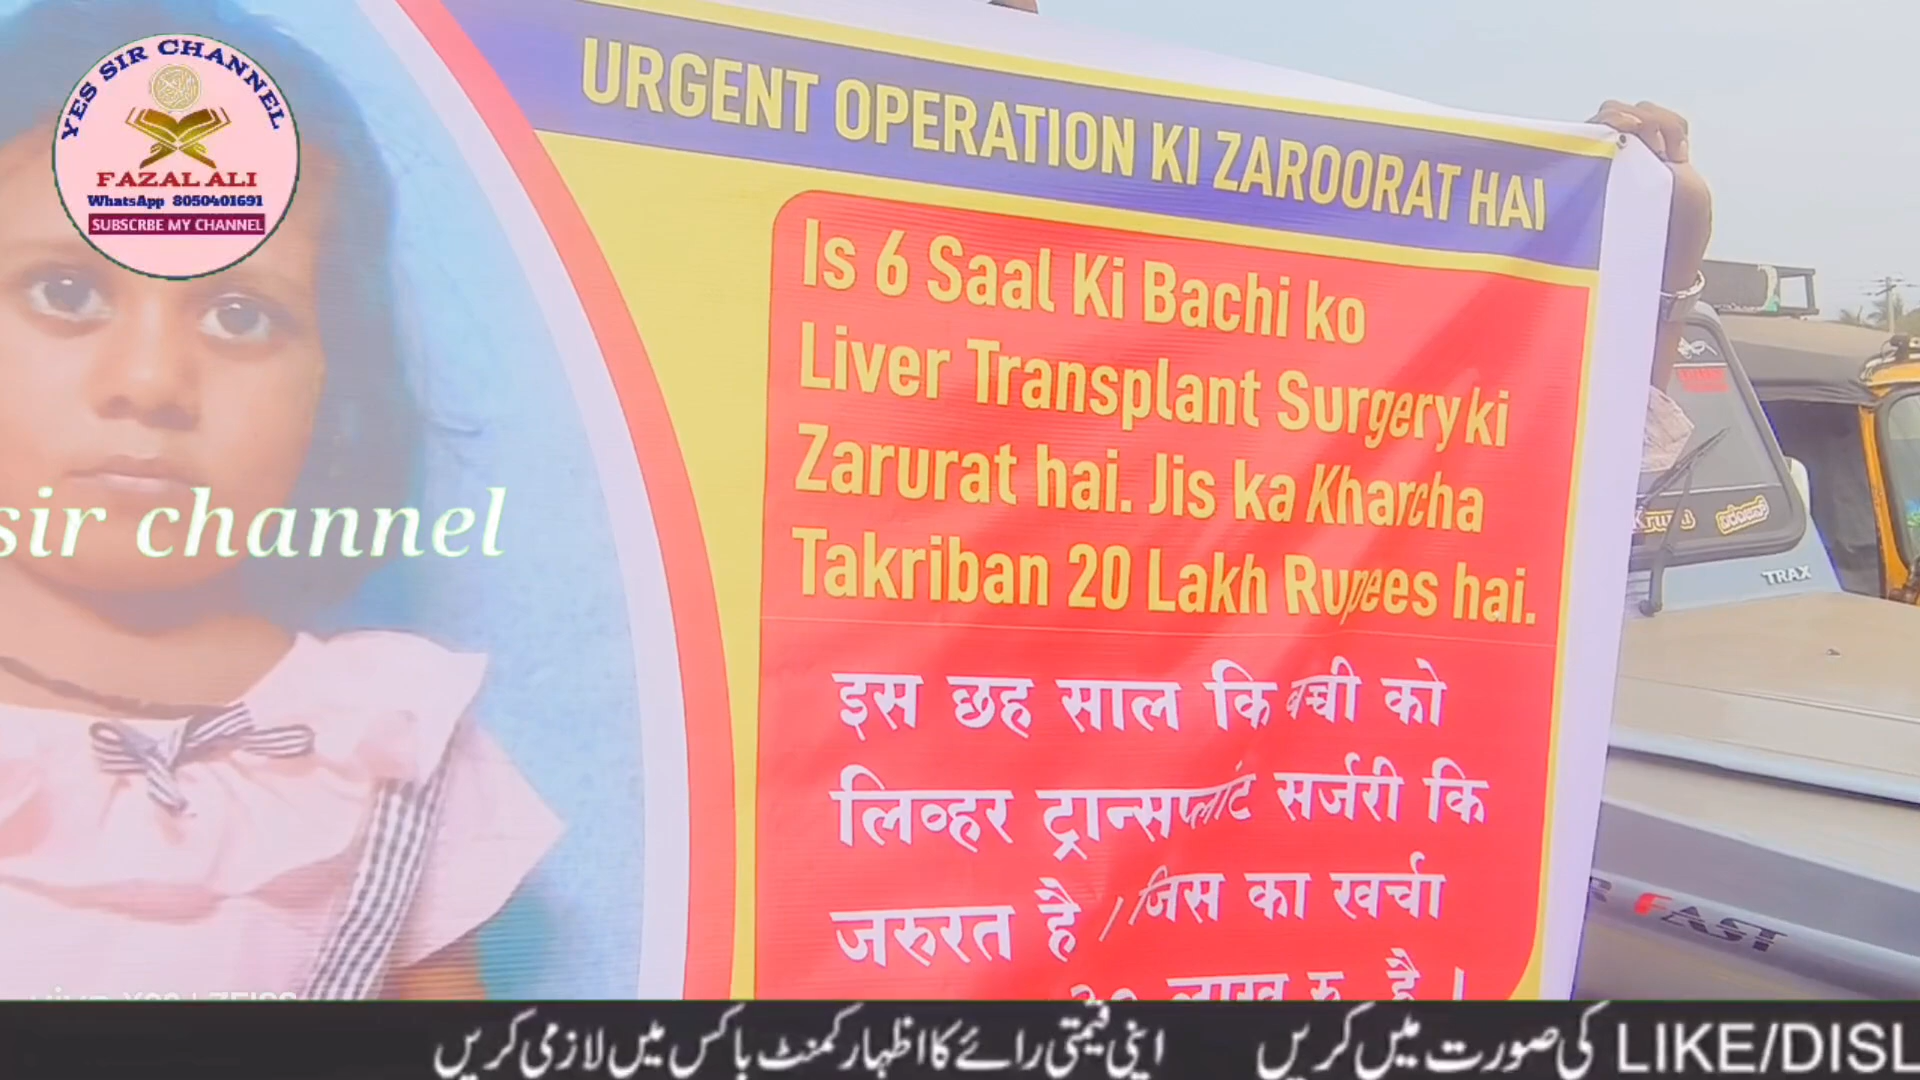 YES SIR CHANNEL
FAZAL ALI
WhatsApp 8050401691
SUBSCRBE MY CHANNEL
sir channel
URGENT OPERATION KI ZAROORAT HAI
Is 6 Saal Ki Bachi ko
Liver Transplant Surgery ki
Zarurat hai. Jis ka Kharcha
Takriban 20 Lakh Rupees hai.
इस छह साल कि बच्ची को
लिव्हर ट्रान्सप्लांट सर्जरी कि
जरुरत है / जिस का खर्चा
लाख रु है ।
TRAX
FAST
LIKE/DISL کی صورت میں کریں اپنی قیمتی رائے کا اظہار کمنٹ باکس میں لازمی کریں